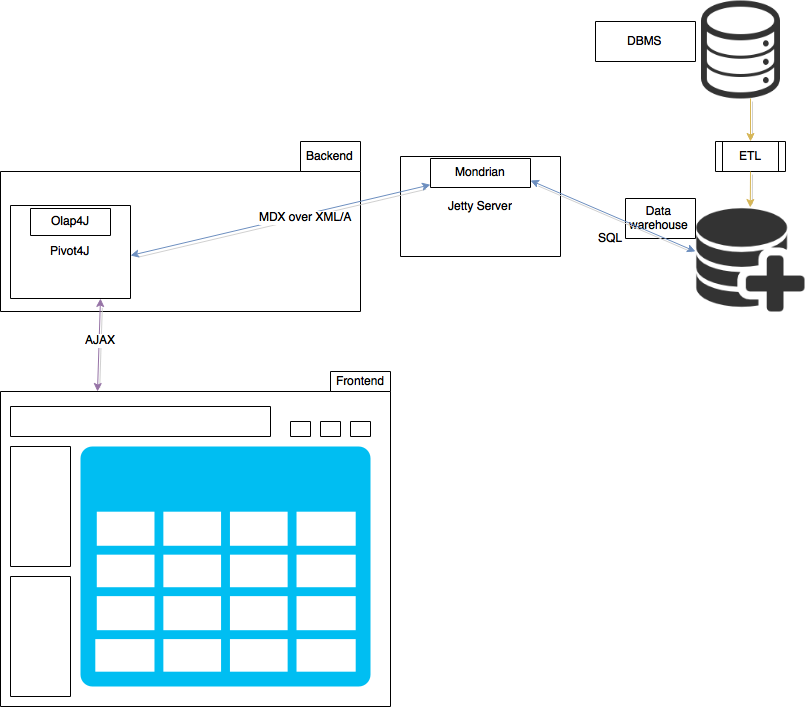 DBMS
Backend
ETL
Mondrian
Jetty Server
Olap4J
Pivot4J
MDX over XML/A
Data
warehouse
SQL
AJAX
Frontend